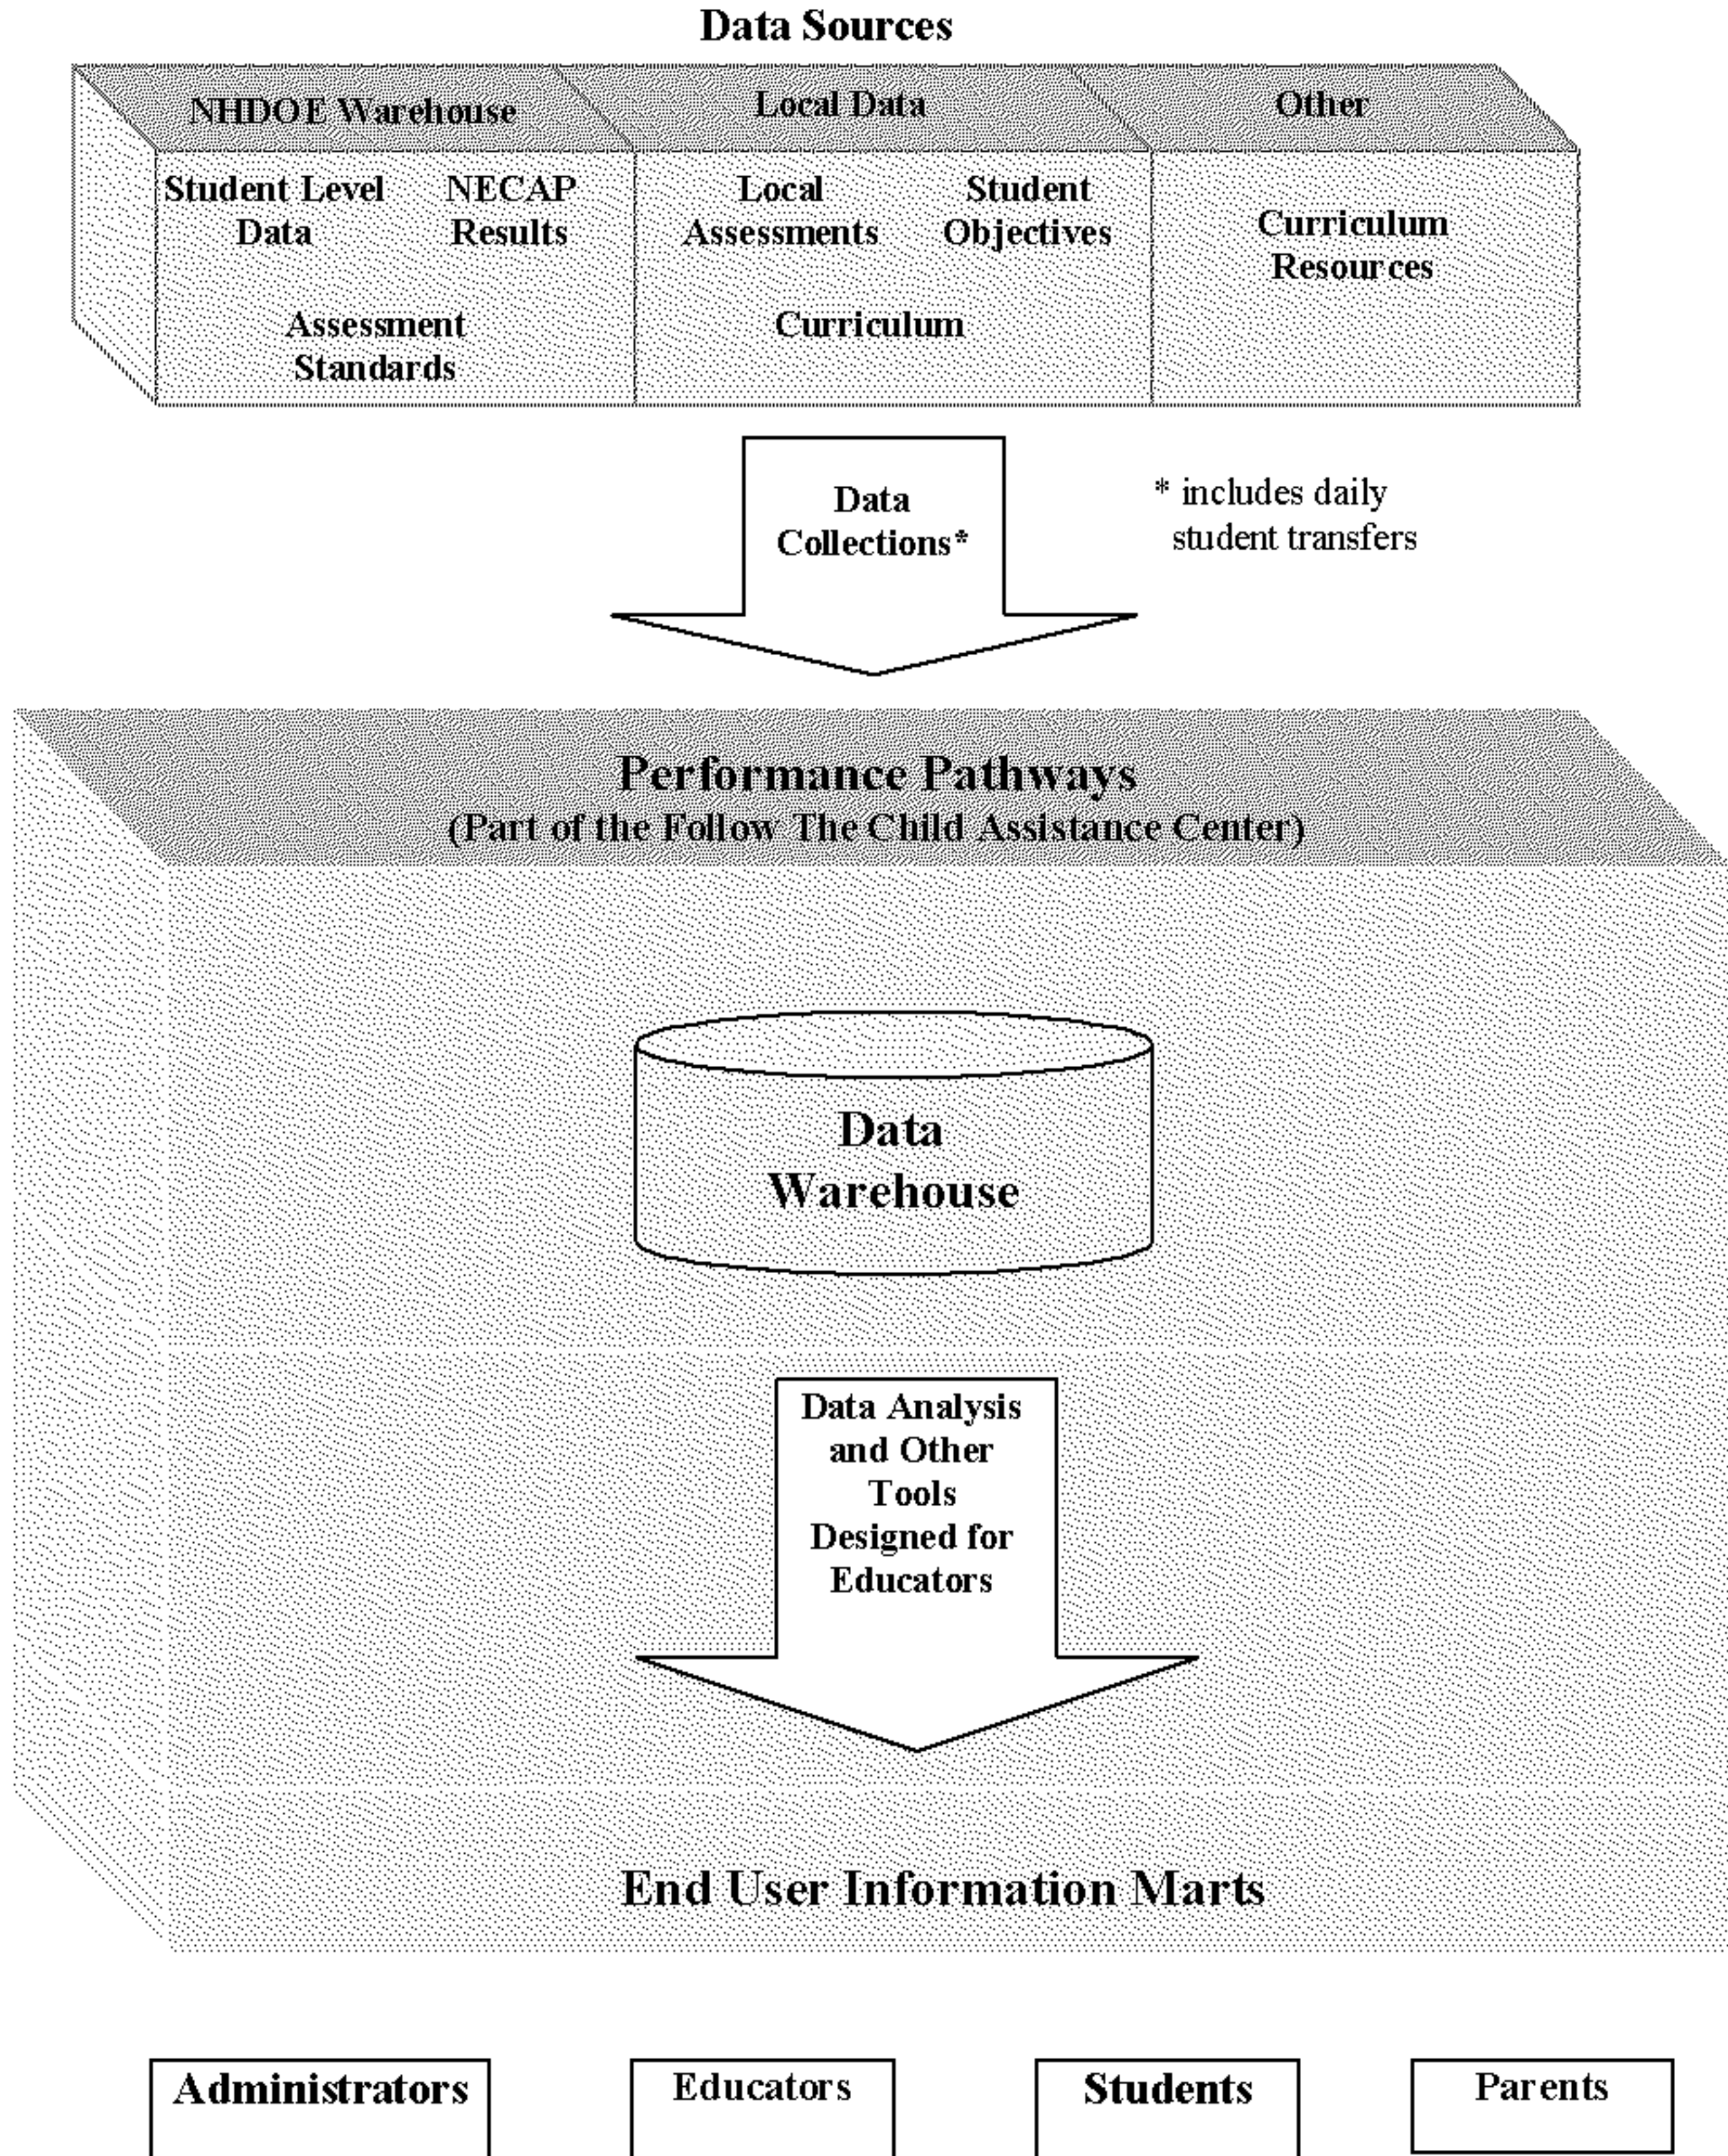 Data Sources
NHDOE Warehouse
Local Data
Other
Student Level
Data
NECAP
Results
Assessment
Standards
Local
Assessments
Student
Objectives
Curriculum
Curriculum
Resources
Data
Collections*
* includes daily
student transfers
Performance Pathways
(Part of the Follow The Child Assistance Center)
Data
Warehouse
Data Analysis
and Other
Tools
Designed for
Educators
End User Information Marts
Administrators
Educators
Students
Parents